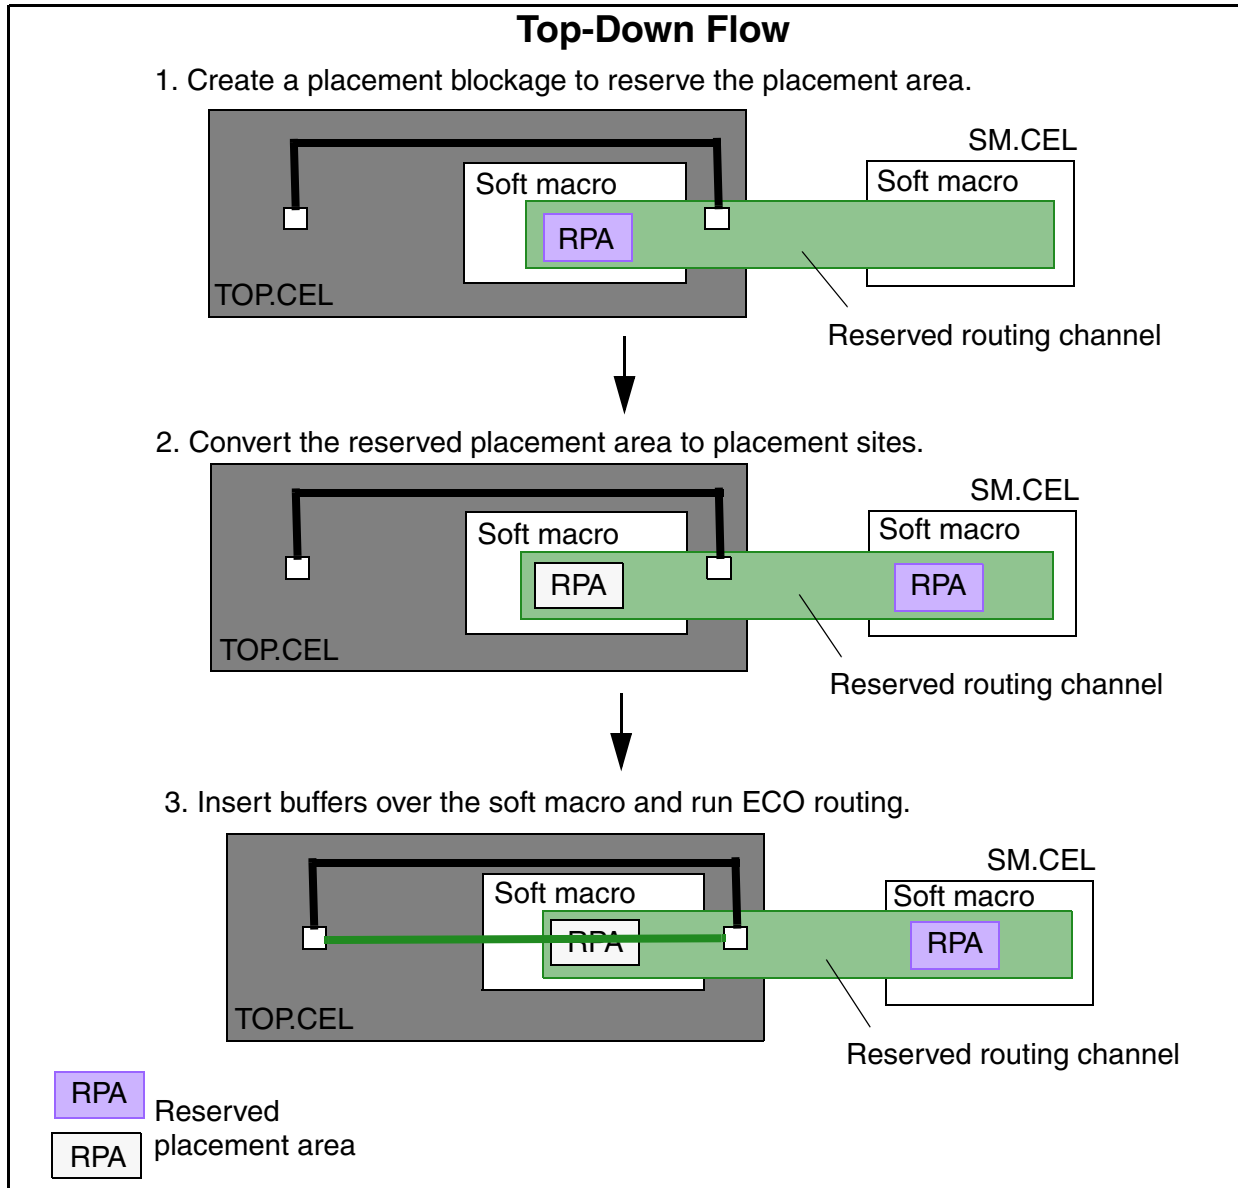 Top-Down Flow
1. Create a placement blockage to reserve the placement area.
SM.CEL
Soft macro
Soft macro
RPA
TOP.CEL
Reserved routing channel
2. Convert the reserved placement area to placement sites.
SM.CEL
Soft macro
Soft macro
RPA
RPA
TOP.CEL
Reserved routing channel
3. Insert buffers over the soft macro and run ECO routing.
SM.CEL
Soft macro
Soft macro
RPA
RPA
TOP.CEL
Reserved routing channel
RPA
Reserved
placement area
RPA